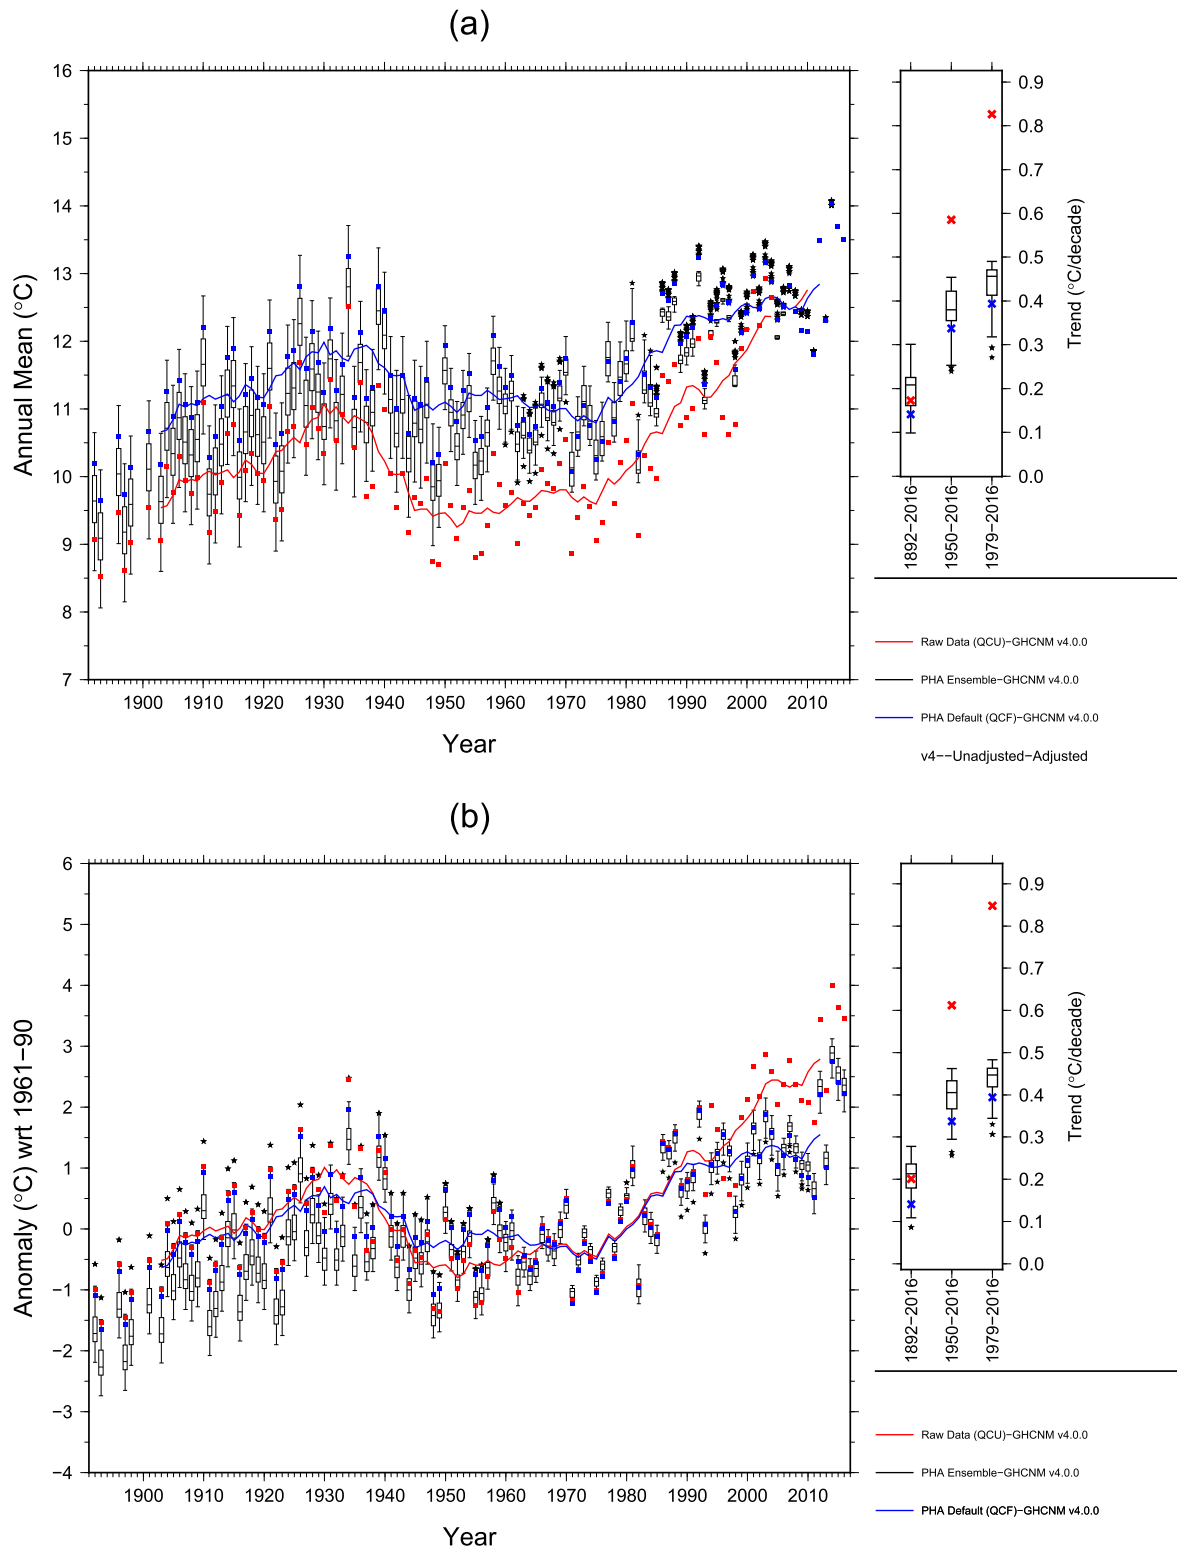 (a)
16
15
14
13
12
11
10
9
8
7
Annual Mean (°C)
1900 1910 1920 1930 1940 1950 1960 1970 1980 1990 2000 2010
Year
0.9
0.8
0.7
0.6
0.5
0.4
0.3
0.2
0.1
0.0
Trend (°C/decade)
1892−2016
1950−2016
1979−2016
Raw Data (QCU)−GHCNM v4.0.0
PHA Ensemble−GHCNM v4.0.0
PHA Default (QCF)−GHCNM v4.0.0
v4−−Unadjusted−Adjusted
(b)
6
5
4
3
2
1
0
−1
−2
−3
−4
Anomaly (°C) wrt 1961−90
1900 1910 1920 1930 1940 1950 1960 1970 1980 1990 2000 2010
Year
0.9
0.8
0.7
0.6
0.5
0.4
0.3
0.2
0.1
0.0
Trend (°C/decade)
1892−2016
1950−2016
1979−2016
Raw Data (QCU)−GHCNM v4.0.0
PHA Ensemble−GHCNM v4.0.0
PHA Default (QCF)−GHCNM v4.0.0